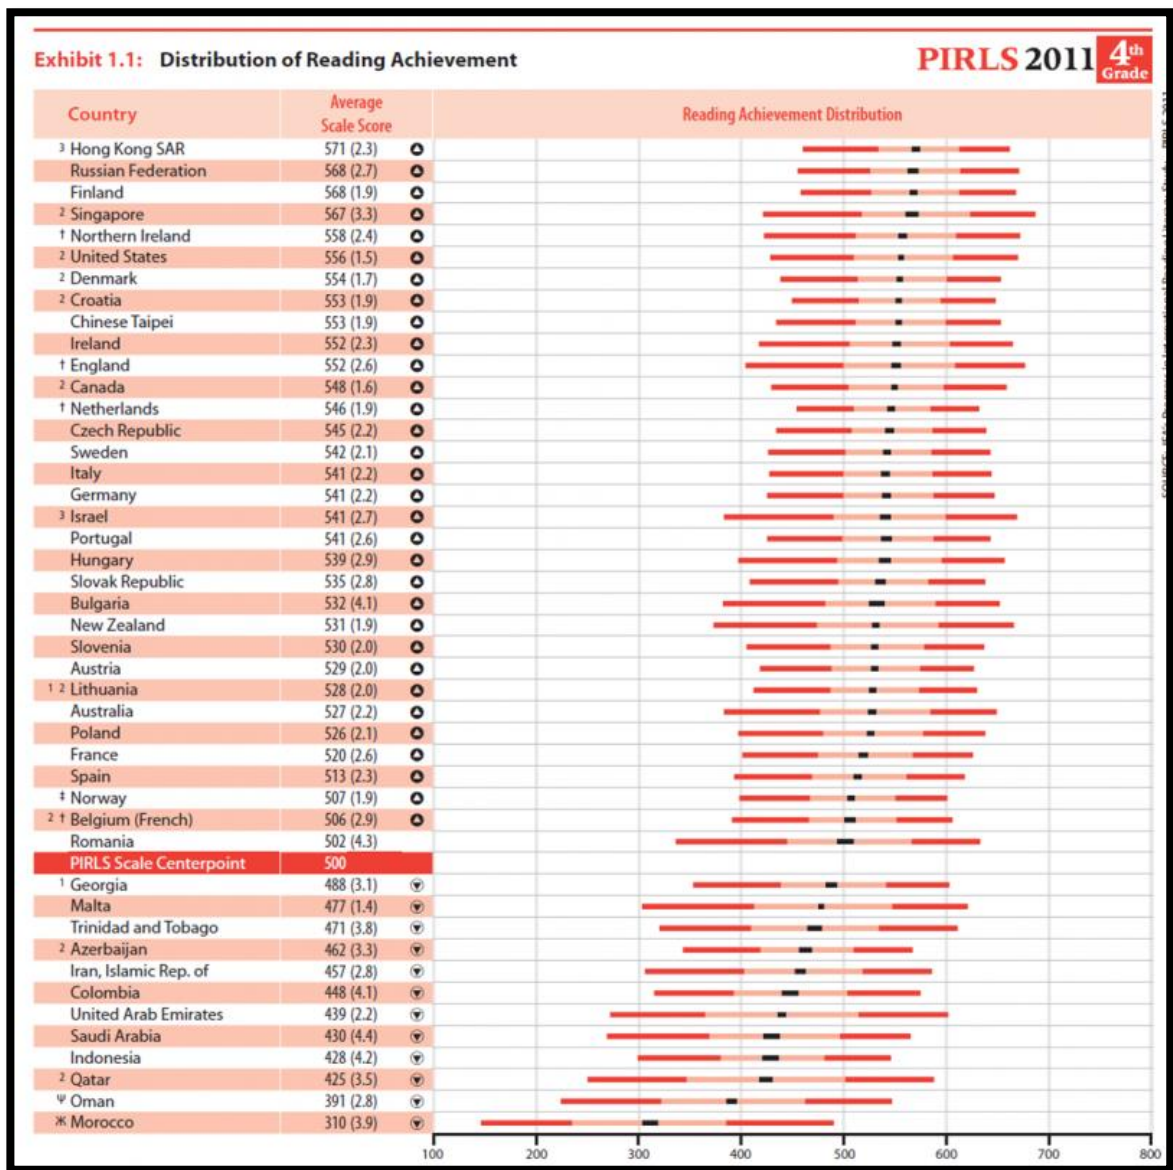 Exhibit 1.1: Distribution of Reading Achievement
PIRLS 2011 4th Grade
Country Average Scale Score Reading Achievement Distribution
3 Hong Kong SAR 571 (2.3)
Russian Federation 568 (2.7)
Finland 568 (1.9)
2 Singapore 567 (3.3)
† Northern Ireland 558 (2.4)
2 United States 556 (1.5)
2 Denmark 554 (1.7)
2 Croatia 553 (1.9)
Chinese Taipei 553 (1.9)
Ireland 552 (2.3)
† England 552 (2.6)
2 Canada 548 (1.6)
† Netherlands 546 (1.9)
Czech Republic 545 (2.2)
Sweden 542 (2.1)
Italy 541 (2.2)
Germany 541 (2.2)
3 Israel 541 (2.7)
Portugal 541 (2.6)
Hungary 539 (2.9)
Slovak Republic 535 (2.8)
Bulgaria 532 (4.1)
New Zealand 531 (1.9)
Slovenia 530 (2.0)
Austria 529 (2.0)
1 2 Lithuania 528 (2.0)
Australia 527 (2.2)
Poland 526 (2.1)
France 520 (2.6)
Spain 513 (2.3)
‡ Norway 507 (1.9)
2 † Belgium (French) 506 (2.9)
Romania 502 (4.3)
PIRLS Scale Centerpoint 500
1 Georgia 488 (3.1)
Malta 477 (1.4)
Trinidad and Tobago 471 (3.8)
2 Azerbaijan 462 (3.3)
Iran, Islamic Rep. of 457 (2.8)
Colombia 448 (4.1)
United Arab Emirates 439 (2.2)
Saudi Arabia 430 (4.4)
Indonesia 428 (4.2)
2 Qatar 425 (3.5)
Ψ Oman 391 (2.8)
Ж Morocco 310 (3.9)
100 200 300 400 500 600 700 800